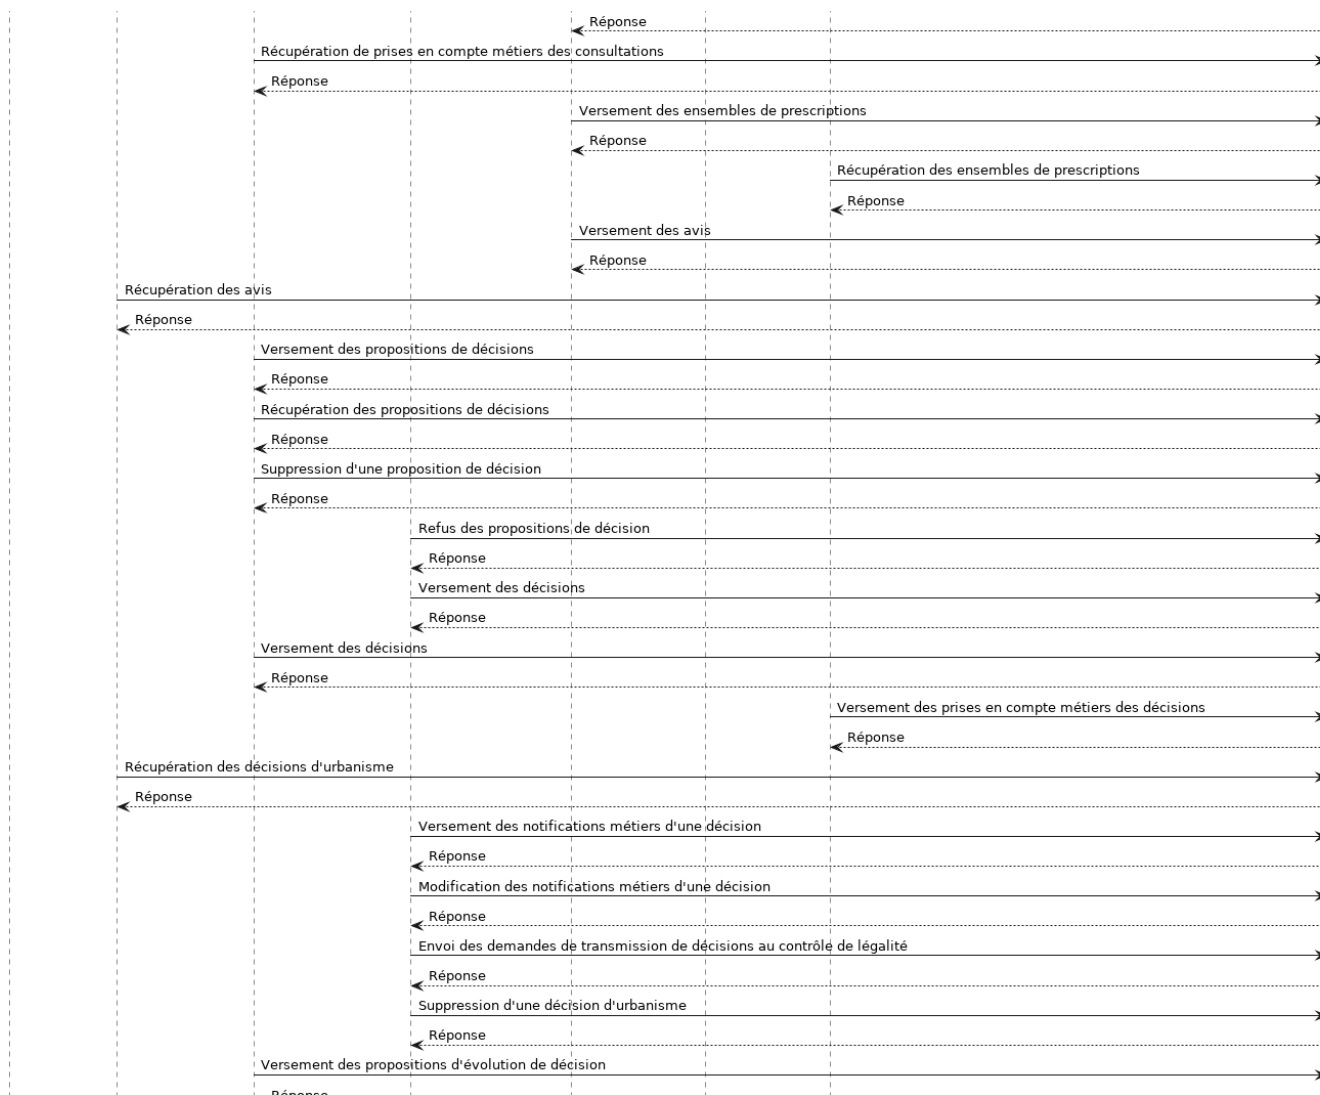 Réponse
Récupération de prises en compte métiers des consultations
Réponse
Versement des ensembles de prescriptions
Réponse
Récupération des ensembles de prescriptions
Réponse
Versement des avis
Réponse
Récupération des avis
Réponse
Versement des propositions de décisions
Réponse
Récupération des propositions de décisions
Réponse
Suppression d'une proposition de décision
Réponse
Refus des propositions de décision
Réponse
Versement des décisions
Réponse
Versement des décisions
Réponse
Versement des prises en compte métiers des décisions
Réponse
Récupération des décisions d'urbanisme
Réponse
Versement des notifications métiers d'une décision
Réponse
Modification des notifications métiers d'une décision
Réponse
Envoi des demandes de transmission de décisions au contrôle de légalité
Réponse
Suppression d'une décision d'urbanisme
Réponse
Versement des propositions d'évolution de décision
Réponse